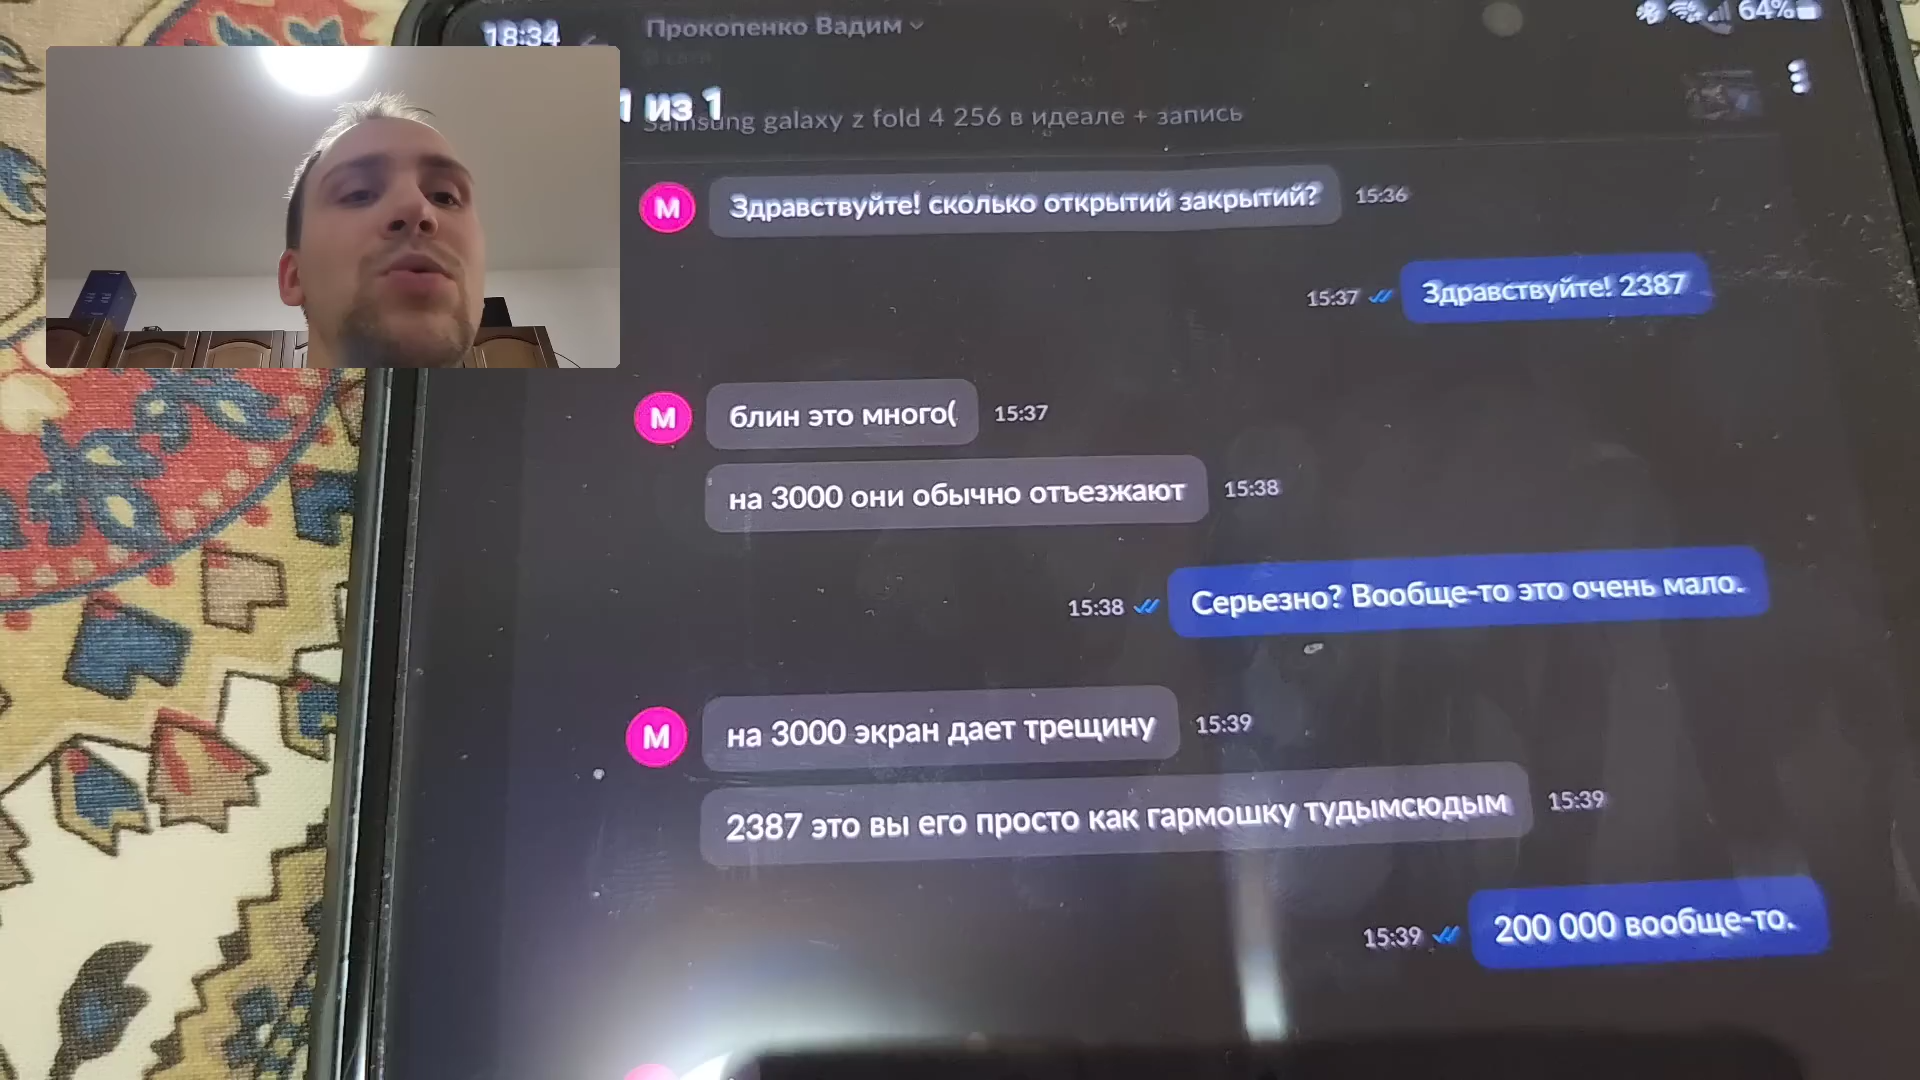 18:34
Прокопенко Вадим
64%
1 из 1
Samsung galaxy z fold 4 256 в идеале + запись
М
Здравствуйте! сколько открытий закрытий?
15:36
15:37
Здравствуйте! 2387
М
блин это много(
15:37
на 3000 они обычно отъезжают
15:38
15:38
Серьезно? Вообще-то это очень мало.
М
на 3000 экран дает трещину
15:39
2387 это вы его просто как гармошку тудымсюдым
15:39
15:39
200 000 вообще-то.